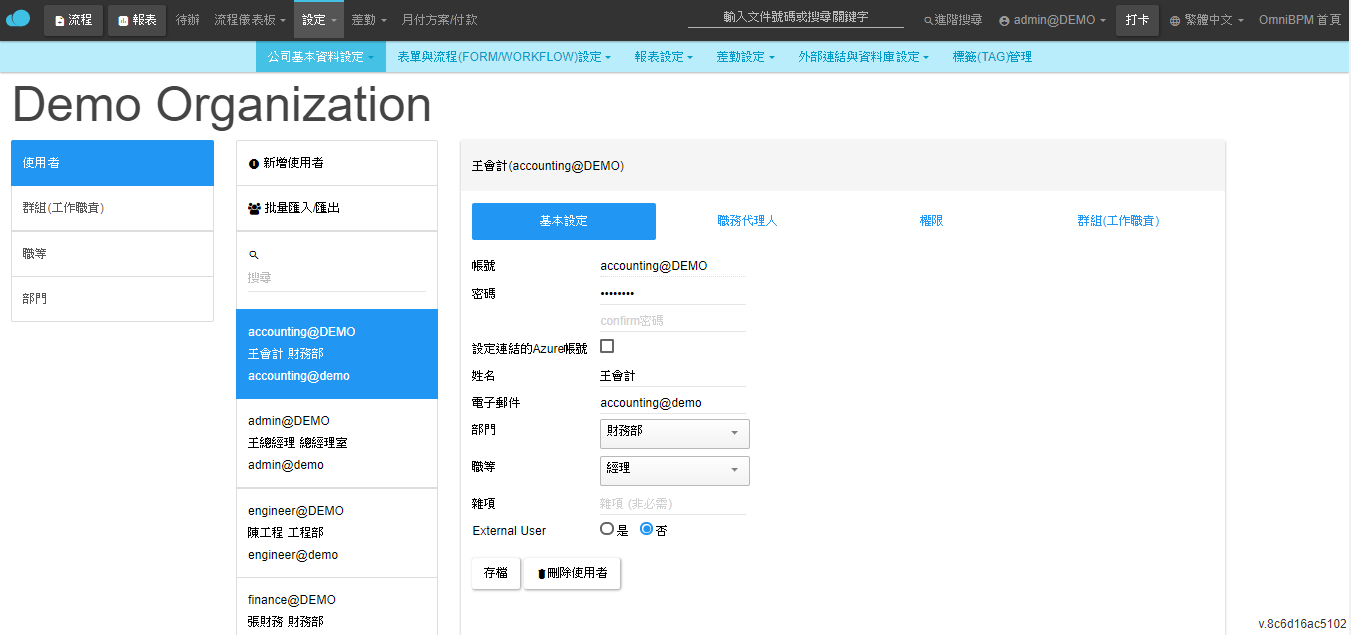 流程 報表 待辦 流程儀表板 設定 差勤 月付方案/付款 輸入文件號碼或搜尋關鍵字 進階搜尋 admin@DEMO 打卡 繁體中文 OmniBPM 首頁
公司基本資料設定 表單與流程(FORM/WORKFLOW)設定 報表設定 差勤設定 外部連結與資料庫設定 標籤(TAG)管理
Demo Organization
使用者
群組(工作職責)
職等
部門
新增使用者
批量匯入/匯出
搜尋
accounting@DEMO
王會計 財務部
accounting@demo
admin@DEMO
王總經理 總經理室
admin@demo
engineer@DEMO
陳工程 工程部
engineer@demo
finance@DEMO
張財務 財務部
王會計(accounting@DEMO)
基本設定 職務代理人 權限 群組(工作職責)
帳號 accounting@DEMO
密碼 ••••••••
confirm密碼
設定連結的Azure帳號
姓名 王會計
電子郵件 accounting@demo
部門 財務部
職等 經理
雜項 雜項 (非必需)
External User 是 否
存檔 刪除使用者
v.8c6d16ac5102